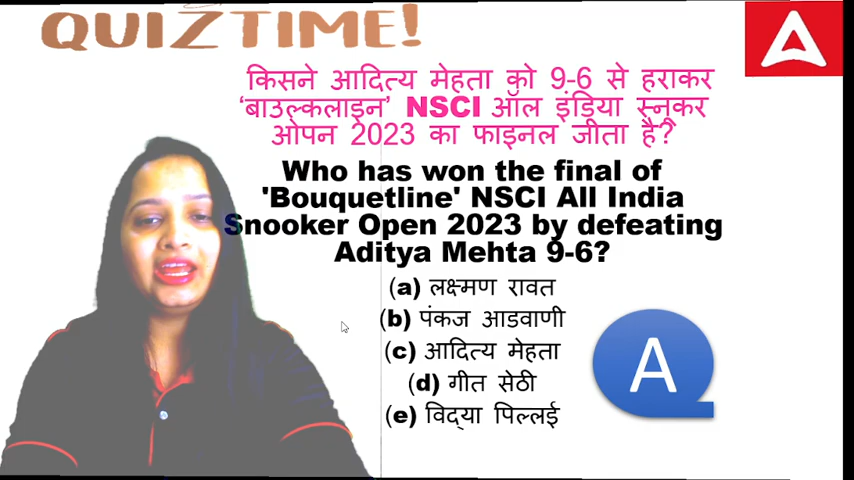 QUIZTIME!
किसने आदित्य मेहता को 9-6 से हराकर
‘बाउल्कलाइन’ NSCI ऑल इंडिया स्नूकर
ओपन 2023 का फाइनल जीता है?
Who has won the final of
'Bouquetline' NSCI All India
Snooker Open 2023 by defeating
Aditya Mehta 9-6?
(a) लक्ष्मण रावत
(b) पंकज आडवाणी
(c) आदित्य मेहता
(d) गीत सेठी
(e) विद्या पिल्लई
A